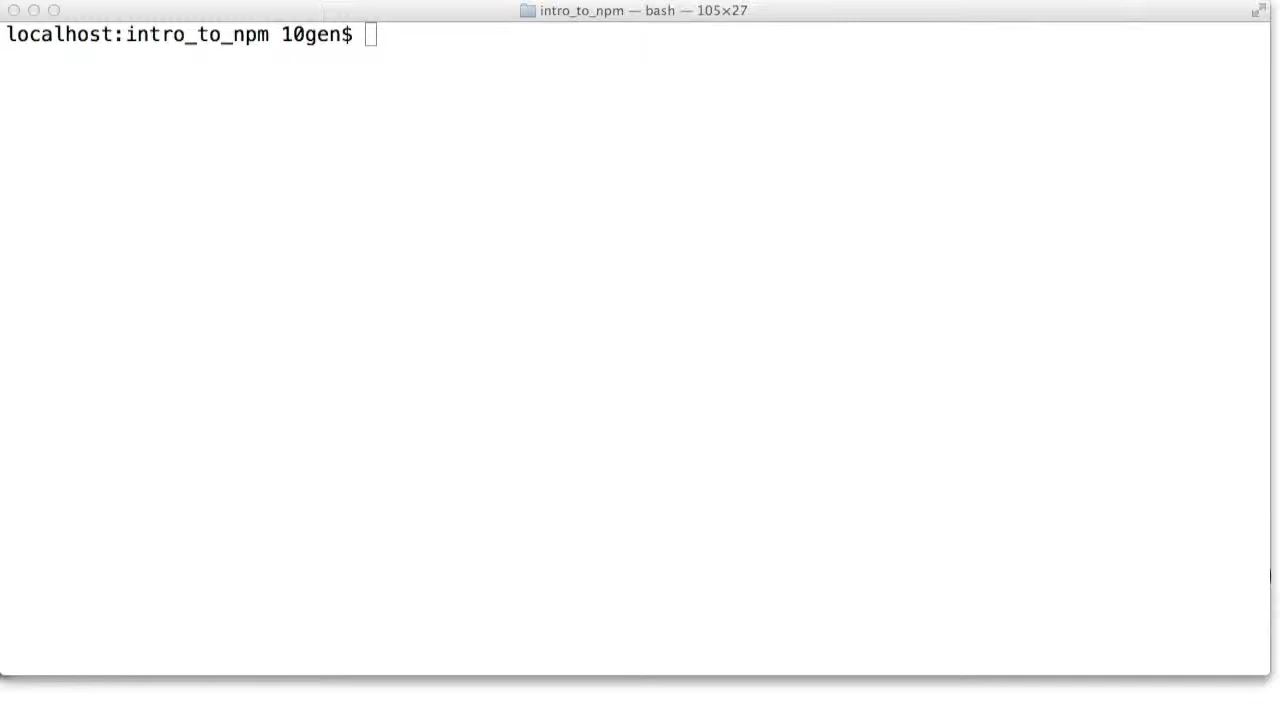 intro_to_npm — bash — 105×27
localhost:intro_to_npm 10gen$